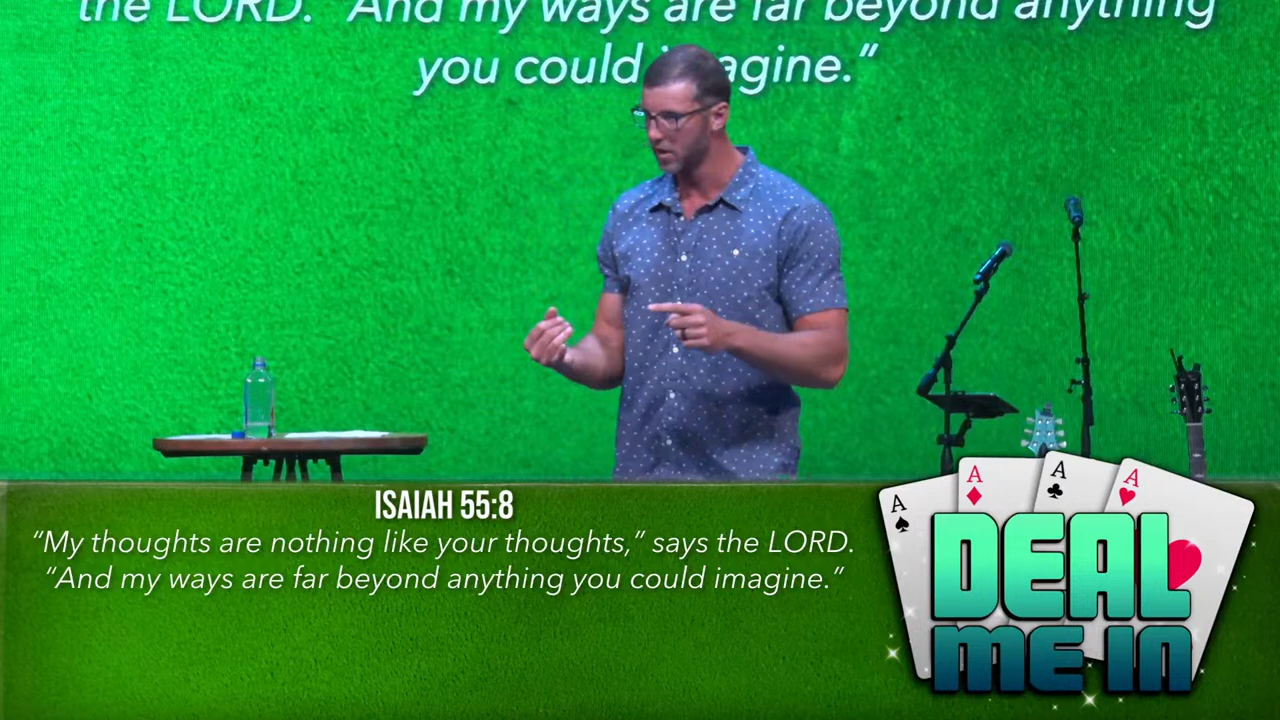 the LORD. "And my ways are far beyond anything
you could imagine."
ISAIAH 55:8
"My thoughts are nothing like your thoughts," says the LORD.
"And my ways are far beyond anything you could imagine."
A
A
A
A
DEAL
ME IN